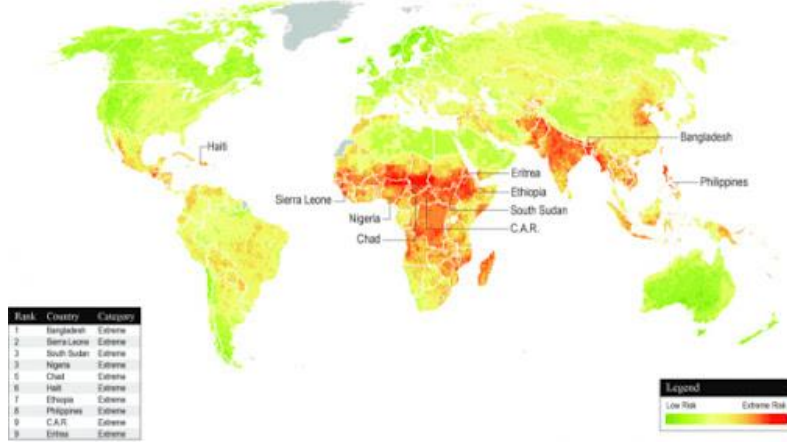 Haiti
Bangladesh
Philippines
Eritrea
Ethiopia
South Sudan
C.A.R.
Sierra Leone
Nigeria
Chad
Rank Country Category
1 Bangladesh Extreme
2 Sierra Leone Extreme
3 South Sudan Extreme
3 Nigeria Extreme
5 Chad Extreme
6 Haiti Extreme
7 Ethiopia Extreme
8 Philippines Extreme
9 C.A.R. Extreme
9 Eritrea Extreme
Legend
Low Risk Extreme Risk